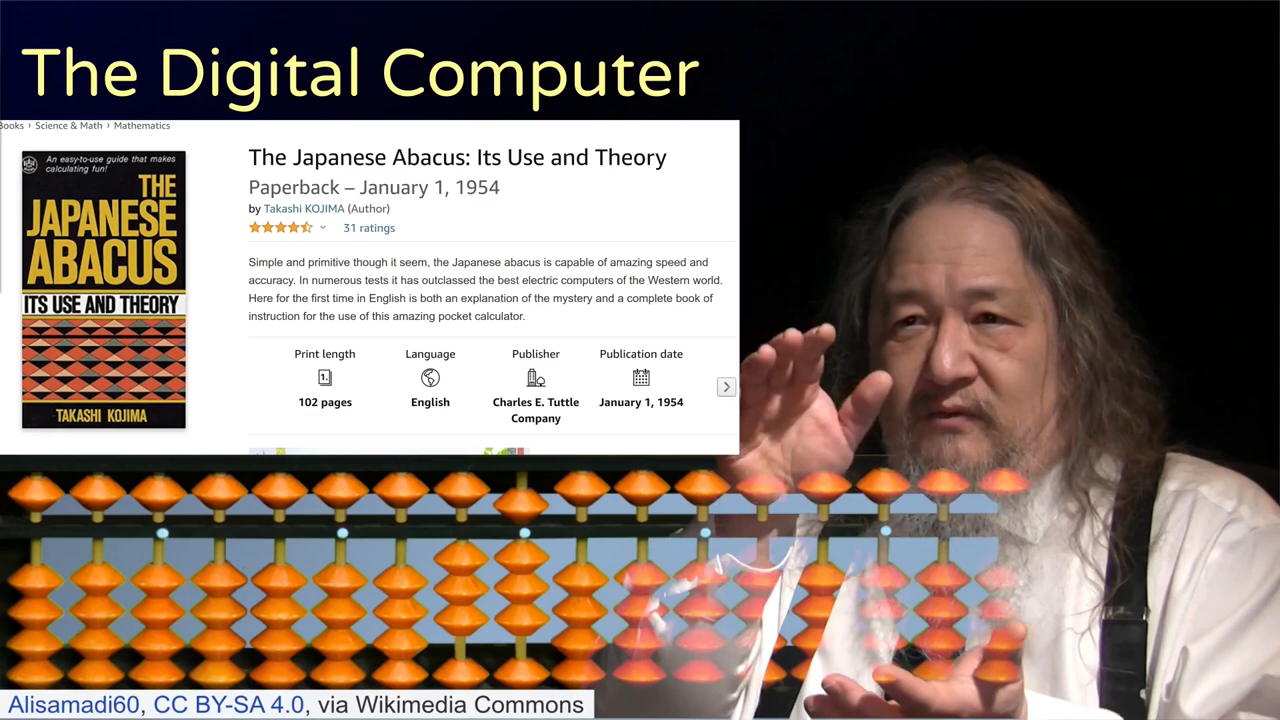 The Digital Computer
Books › Science & Math › Mathematics
An easy-to-use guide that makes
calculating fun!
THE
JAPANESE
ABACUS
ITS USE AND THEORY
TAKASHI KOJIMA
The Japanese Abacus: Its Use and Theory
Paperback – January 1, 1954
by Takashi KOJIMA (Author)
31 ratings
Simple and primitive though it seem, the Japanese abacus is capable of amazing speed and
accuracy. In numerous tests it has outclassed the best electric computers of the Western world.
Here for the first time in English is both an explanation of the mystery and a complete book of
instruction for the use of this amazing pocket calculator.
Print length Language Publisher Publication date
1.
102 pages English Charles E. Tuttle January 1, 1954
Company
Alisamadi60, CC BY-SA 4.0, via Wikimedia Commons